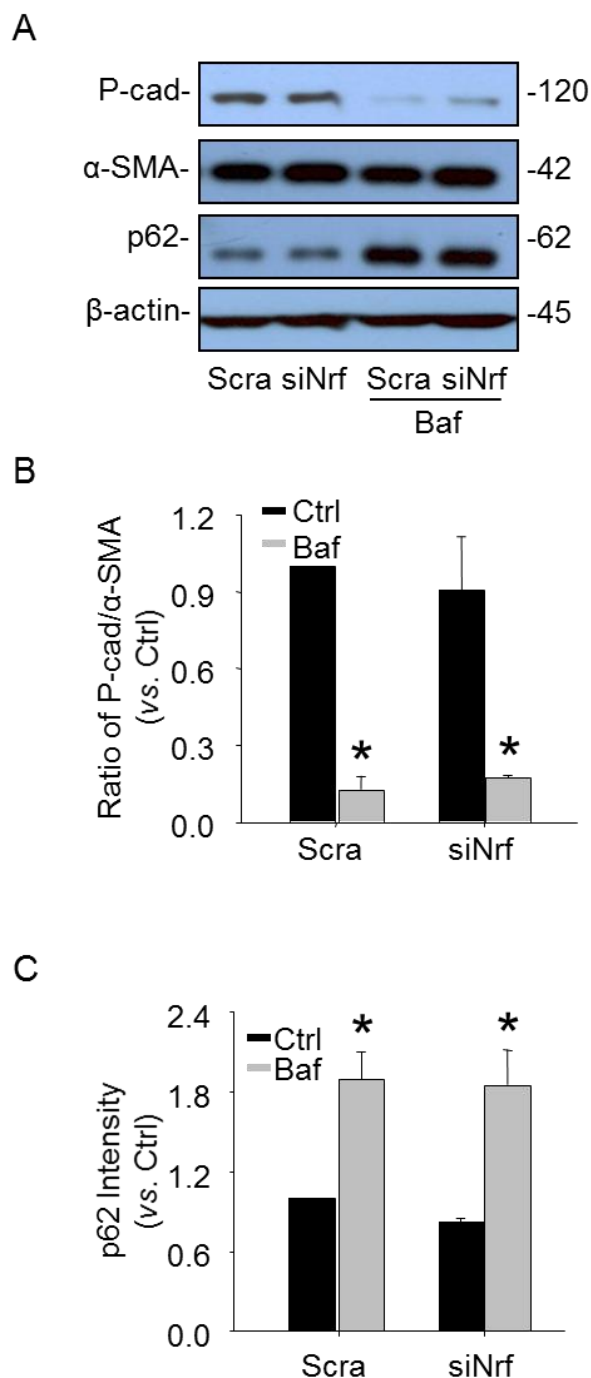 A
P-cad- -120
α-SMA- -42
p62- -62
β-actin- -45
Scra siNrf Scra siNrf
Baf
B
Ratio of P-cad/α-SMA
(vs. Ctrl)
1.2
0.9
0.6
0.3
0.0
Ctrl
Baf
*
*
Scra siNrf
C
p62 Intensity
(vs. Ctrl)
2.4
1.8
1.2
0.6
0.0
Ctrl
Baf
*
*
Scra siNrf